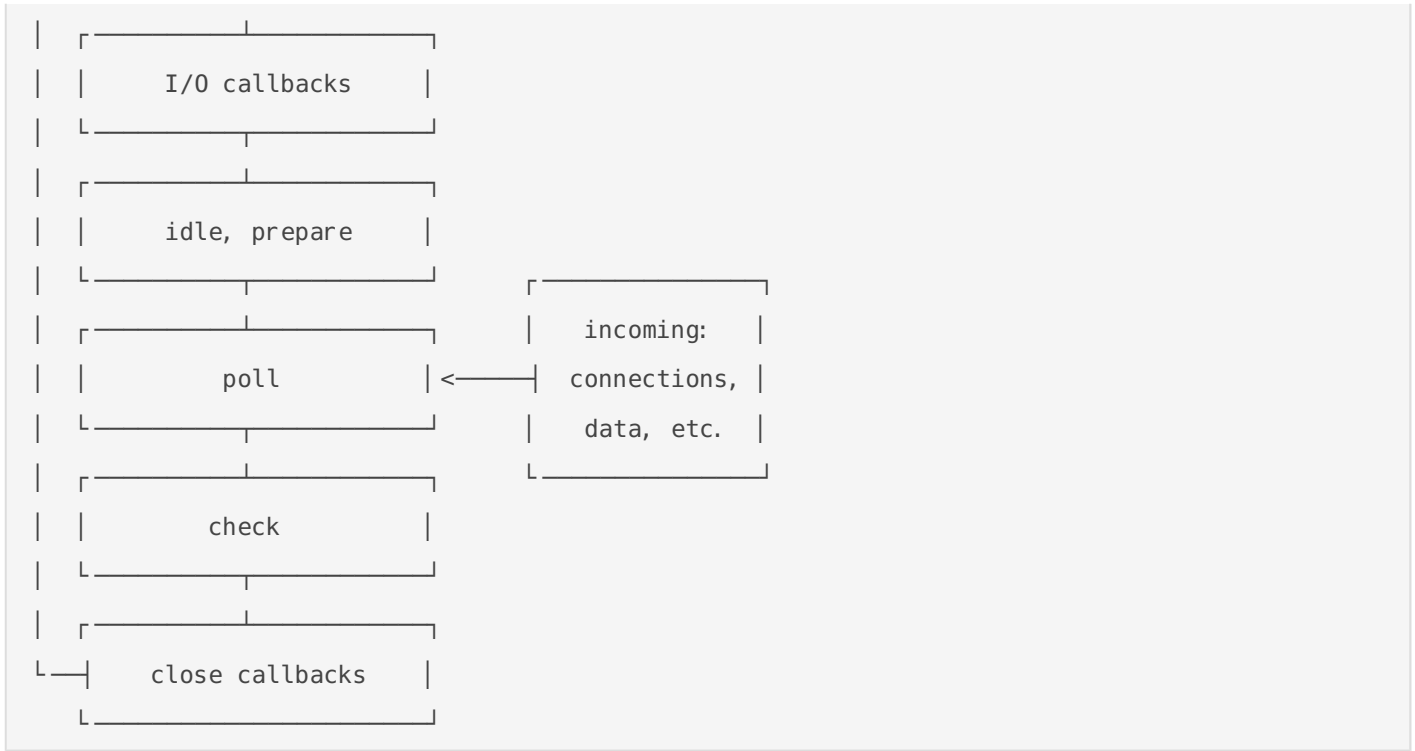 I/O callbacks
idle, prepare
incoming:
poll <
connections,
data, etc.
check
close callbacks